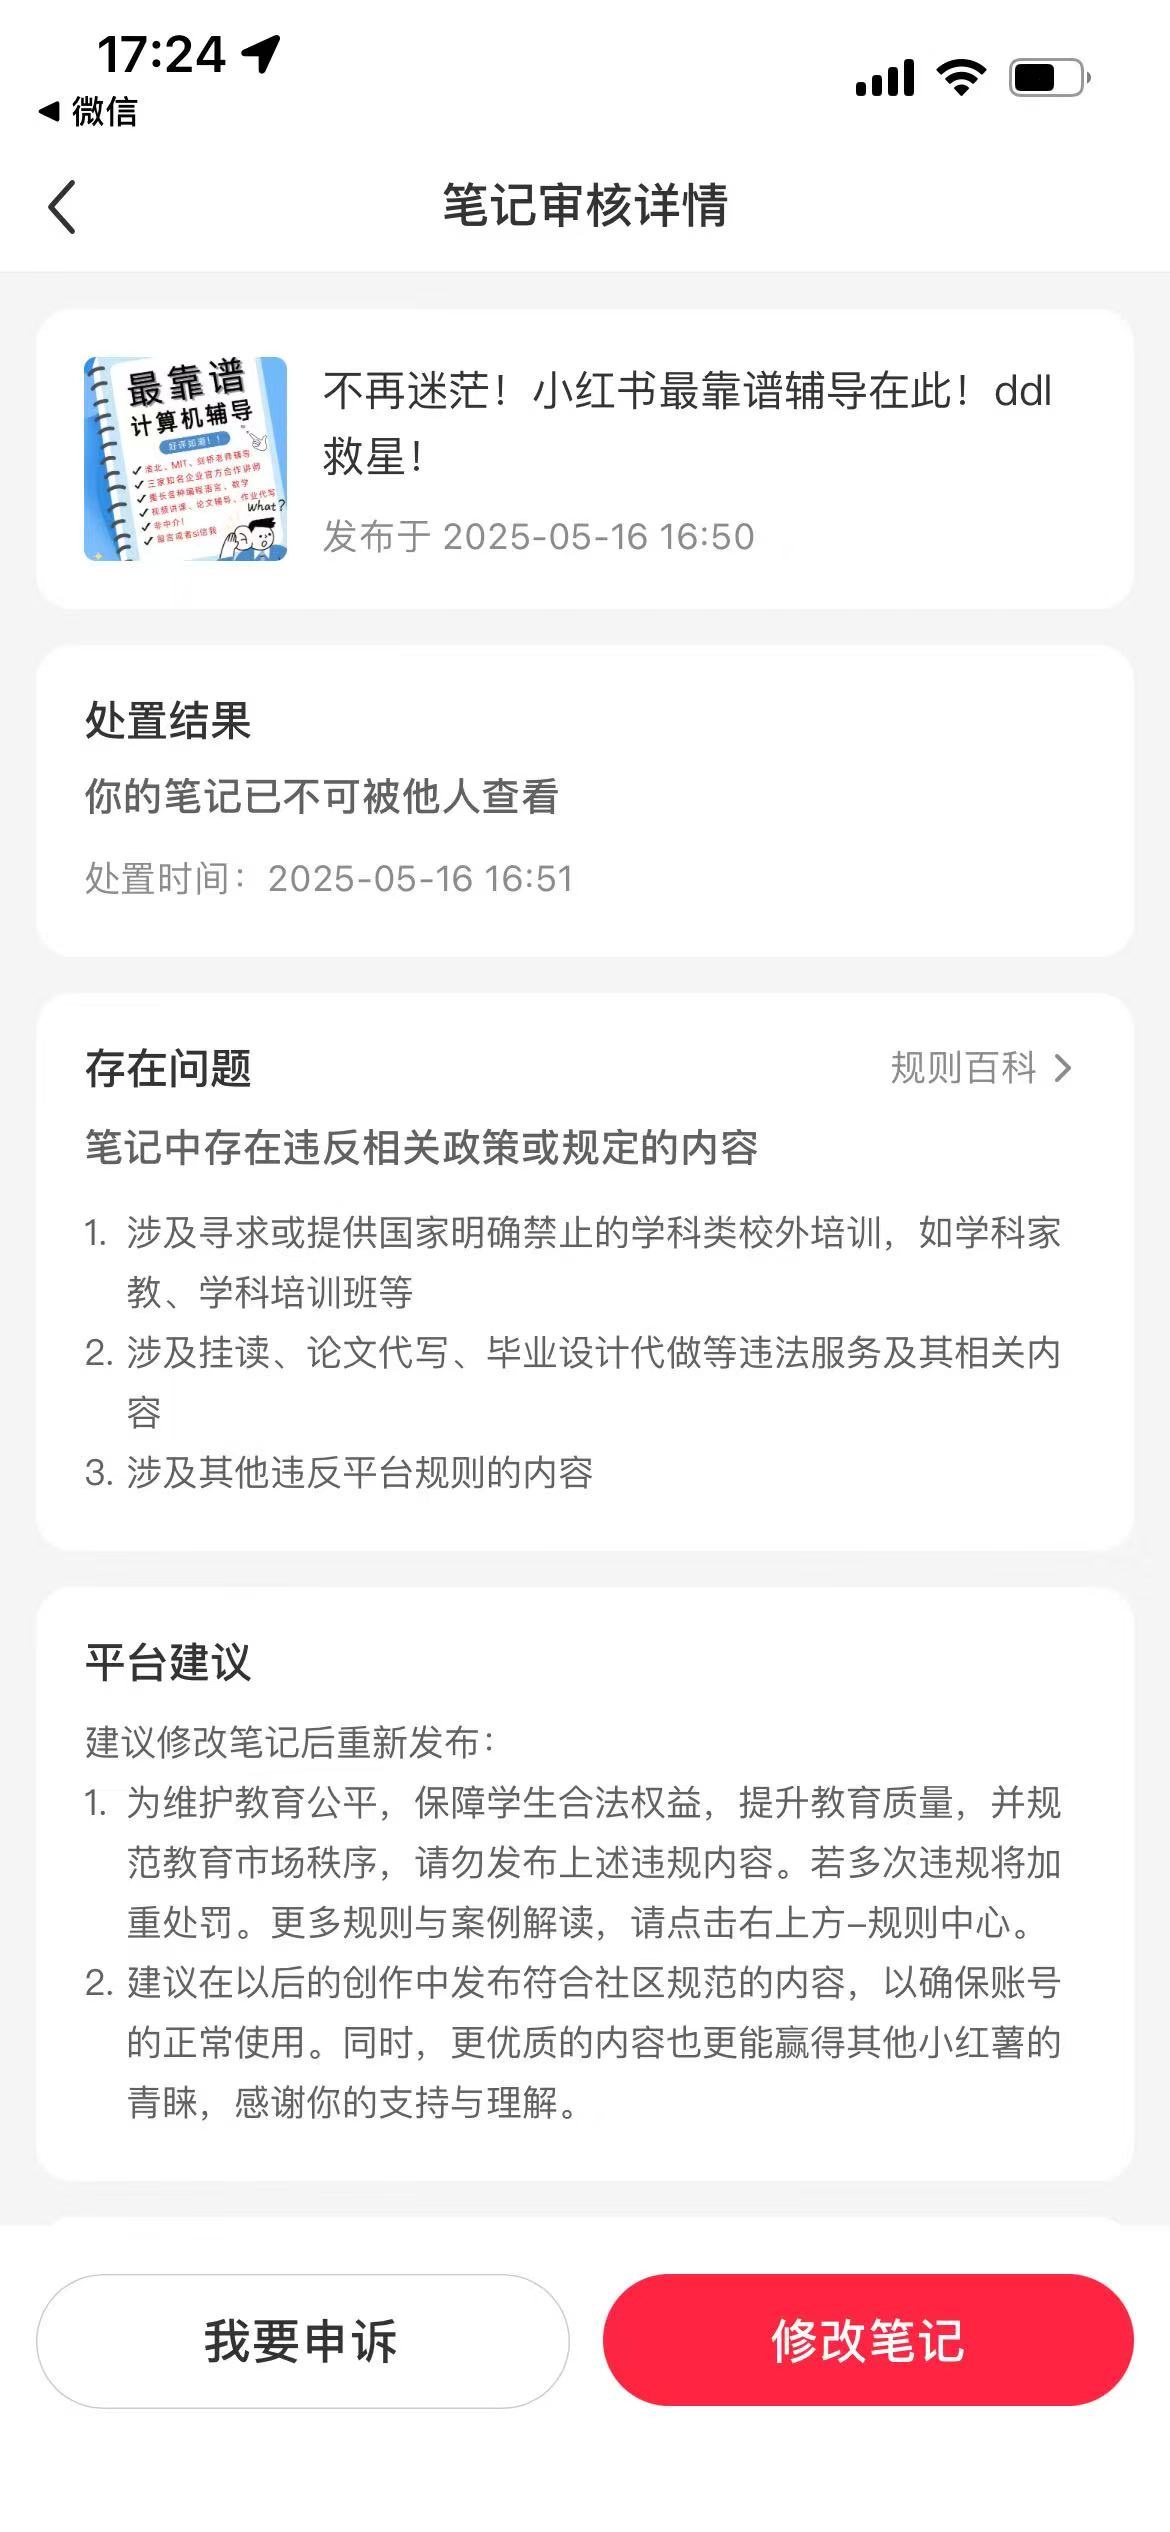 17:24
微信
笔记审核详情
最靠谱
计算机辅导
好评如潮！！
清北、MIT、剑桥老师辅导
三家知名企业官方合作讲师
擅长各种编程语言、数学
视频讲课、论文辅导、作业代写
What?
非中介！
留言或者si信我
不再迷茫！小红书最靠谱辅导在此！ddl
救星！
发布于 2025-05-16 16:50
处置结果
你的笔记已不可被他人查看
处置时间：2025-05-16 16:51
存在问题
规则百科
笔记中存在违反相关政策或规定的内容
1. 涉及寻求或提供国家明确禁止的学科类校外培训，如学科家
教、学科培训班等
2. 涉及挂读、论文代写、毕业设计代做等违法服务及其相关内
容
3. 涉及其他违反平台规则的内容
平台建议
建议修改笔记后重新发布：
1. 为维护教育公平，保障学生合法权益，提升教育质量，并规
范教育市场秩序，请勿发布上述违规内容。若多次违规将加
重处罚。更多规则与案例解读，请点击右上方-规则中心。
2. 建议在以后的创作中发布符合社区规范的内容，以确保账号
的正常使用。同时，更优质的内容也更能赢得其他小红薯的
青睐，感谢你的支持与理解。
我要申诉
修改笔记